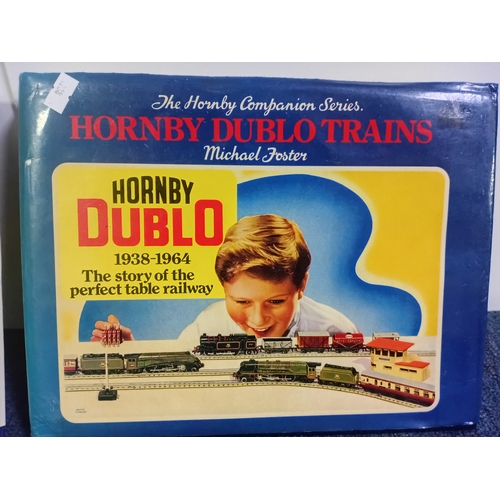 The Hornby Companion Series.
HORNBY DUBLO TRAINS
Michael Foster
HORNBY
DUBLO
1938-1964
The story of the
perfect table railway